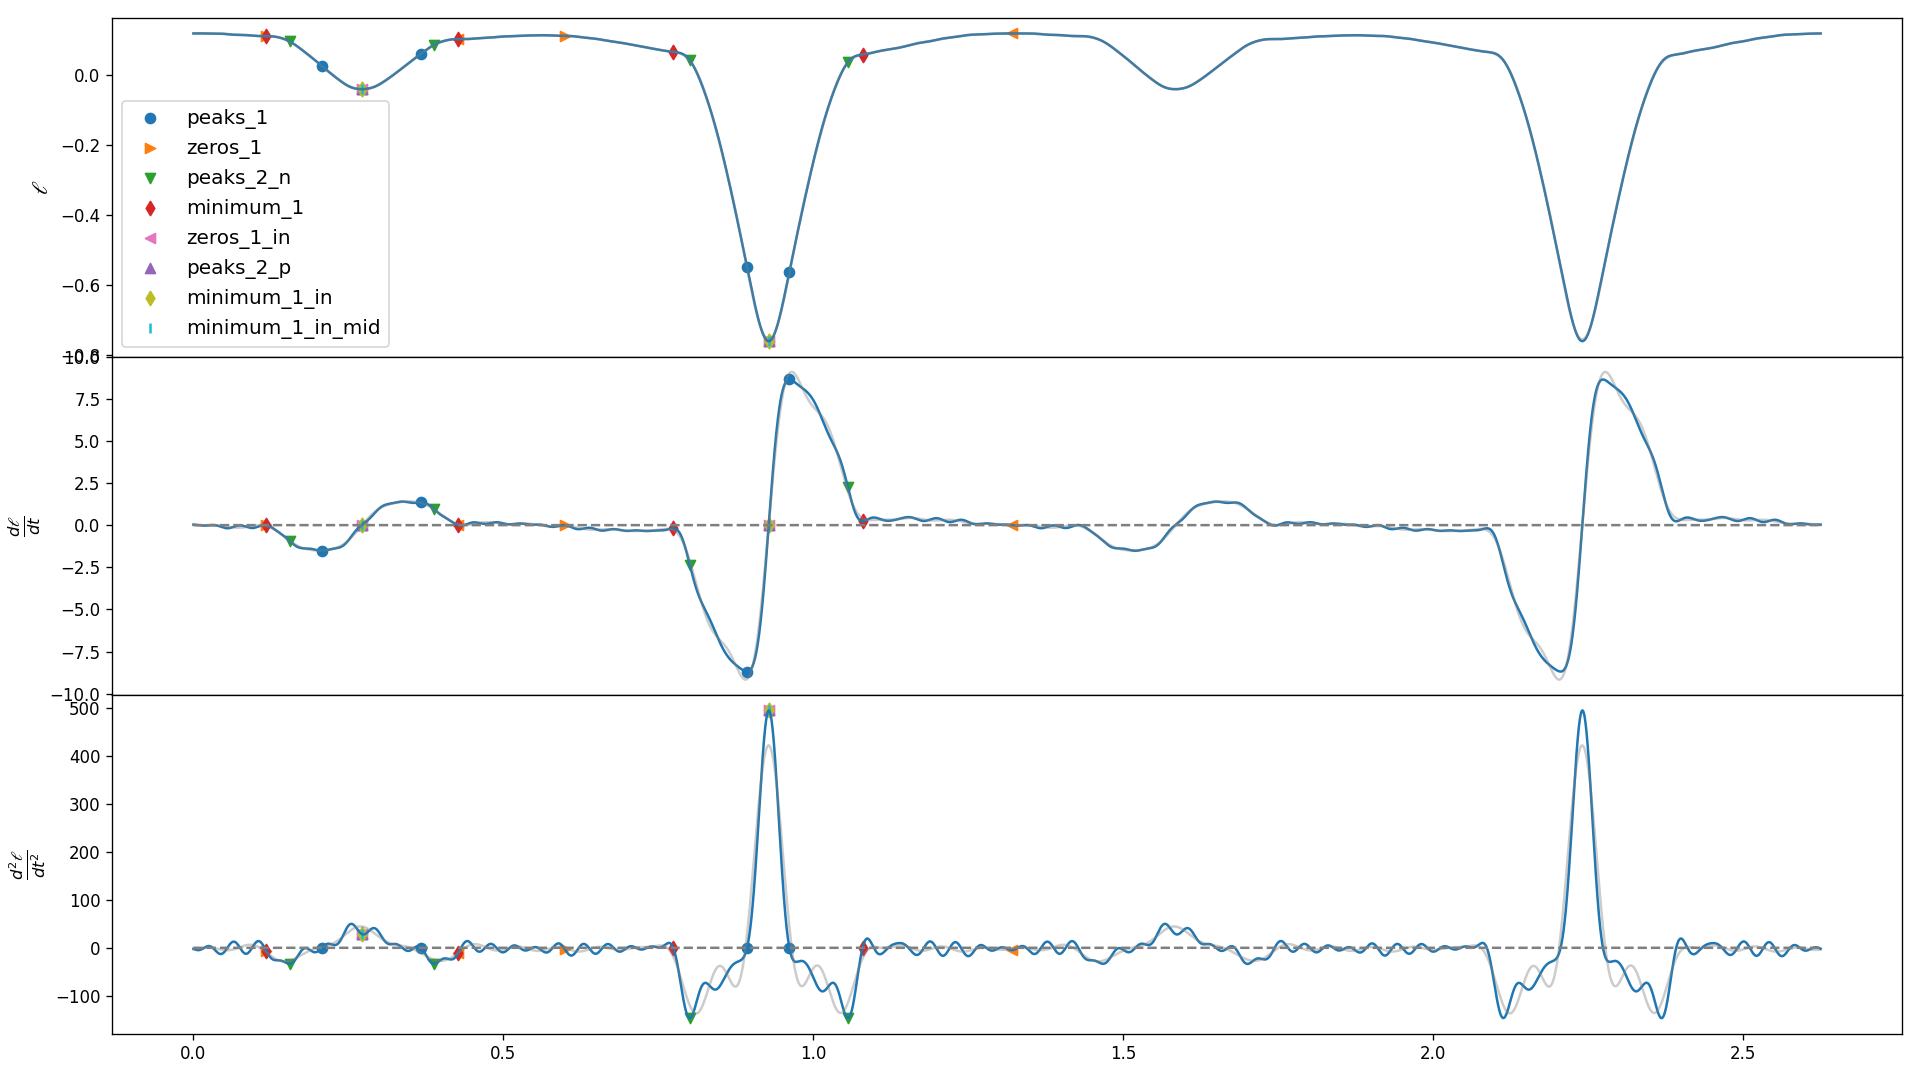 0.0
−0.2
−0.4
−0.6
−0.8
ℓ
peaks_1
zeros_1
peaks_2_n
minimum_1
zeros_1_in
peaks_2_p
minimum_1_in
minimum_1_in_mid
10.0
7.5
5.0
2.5
0.0
−2.5
−5.0
−7.5
−10.0
dℓ
dt
500
400
300
200
100
0
−100
d²ℓ
dt²
0.0 0.5 1.0 1.5 2.0 2.5